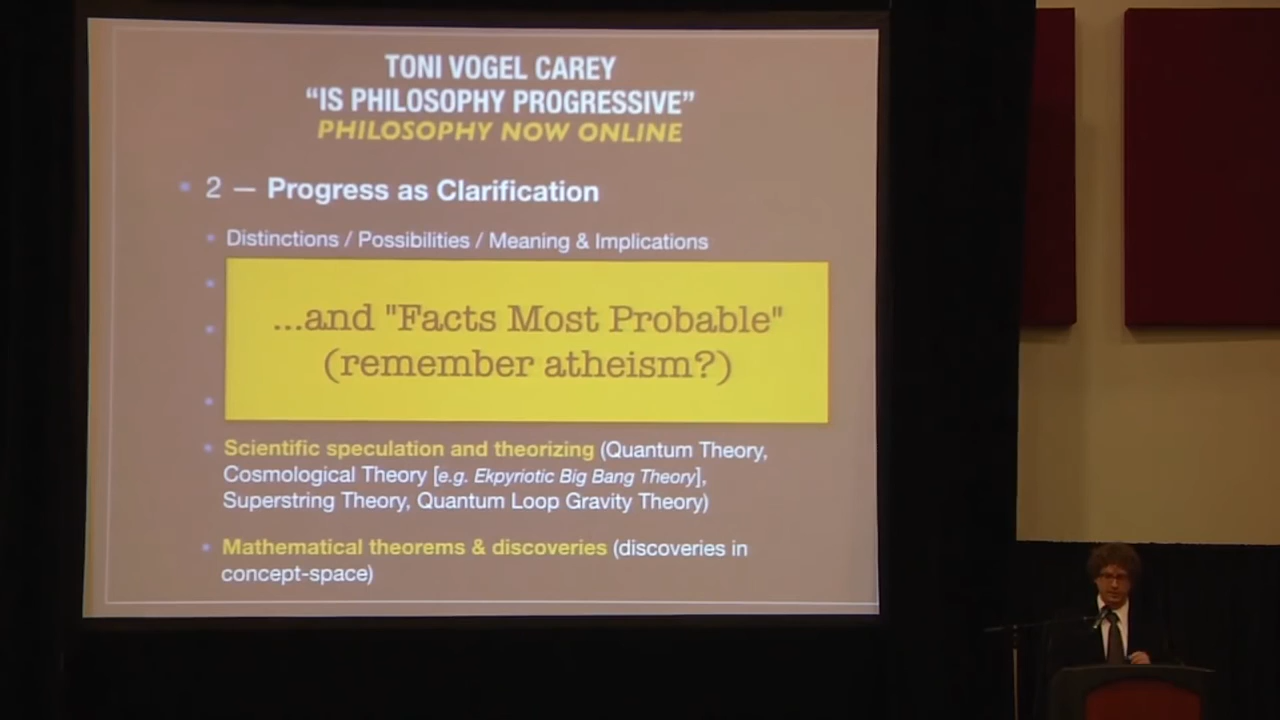 TONI VOGEL CAREY
“IS PHILOSOPHY PROGRESSIVE”
PHILOSOPHY NOW ONLINE
2 — Progress as Clarification
Distinctions / Possibilities / Meaning & Implications
...and "Facts Most Probable"
(remember atheism?)
Scientific speculation and theorizing (Quantum Theory,
Cosmological Theory [e.g. Ekpyriotic Big Bang Theory],
Superstring Theory, Quantum Loop Gravity Theory)
Mathematical theorems & discoveries (discoveries in
concept-space)